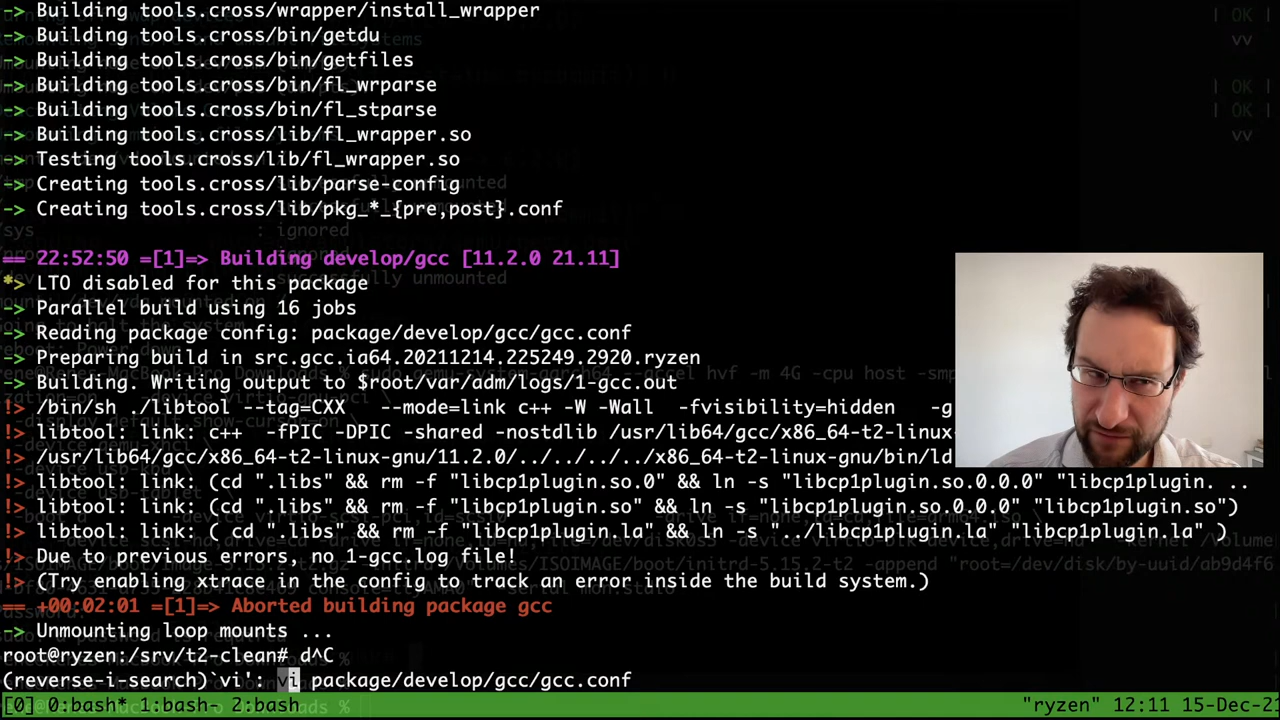 -> Building tools.cross/wrapper/install_wrapper
-> Building tools.cross/bin/getdu
-> Building tools.cross/bin/getfiles
-> Building tools.cross/bin/fl_wrparse
-> Building tools.cross/bin/fl_stparse
-> Building tools.cross/lib/fl_wrapper.so
-> Testing tools.cross/lib/fl_wrapper.so
-> Creating tools.cross/lib/parse-config
-> Creating tools.cross/lib/pkg_*_{pre,post}.conf
== 22:52:50 =[1]=> Building develop/gcc [11.2.0 21.11]
*> LTO disabled for this package
-> Parallel build using 16 jobs
-> Reading package config: package/develop/gcc/gcc.conf
-> Preparing build in src.gcc.ia64.20211214.225249.2920.ryzen
-> Building. Writing output to $root/var/adm/logs/1-gcc.out
!> /bin/sh ./libtool --tag=CXX   --mode=link c++ -W -Wall  -fvisibility=hidden  -g
!> libtool: link: c++  -fPIC -DPIC -shared -nostdlib /usr/lib64/gcc/x86_64-t2-linux-
!> /usr/lib64/gcc/x86_64-t2-linux-gnu/11.2.0/../../../../x86_64-t2-linux-gnu/bin/ld
!> libtool: link: (cd ".libs" && rm -f "libcp1plugin.so.0" && ln -s "libcp1plugin.so.0.0.0" "libcp1plugin. ..
!> libtool: link: (cd ".libs" && rm -f "libcp1plugin.so" && ln -s "libcp1plugin.so.0.0.0" "libcp1plugin.so")
!> libtool: link: ( cd ".libs" && rm -f "libcp1plugin.la" && ln -s "../libcp1plugin.la" "libcp1plugin.la" )
!> Due to previous errors, no 1-gcc.log file!
!> (Try enabling xtrace in the config to track an error inside the build system.)
== +00:02:01 =[1]=> Aborted building package gcc
-> Unmounting loop mounts ...
root@ryzen:/srv/t2-clean# d^C
(reverse-i-search)`vi': vi package/develop/gcc/gcc.conf
[0] 0:bash* 1:bash- 2:bash "ryzen" 12:11 15-Dec-21